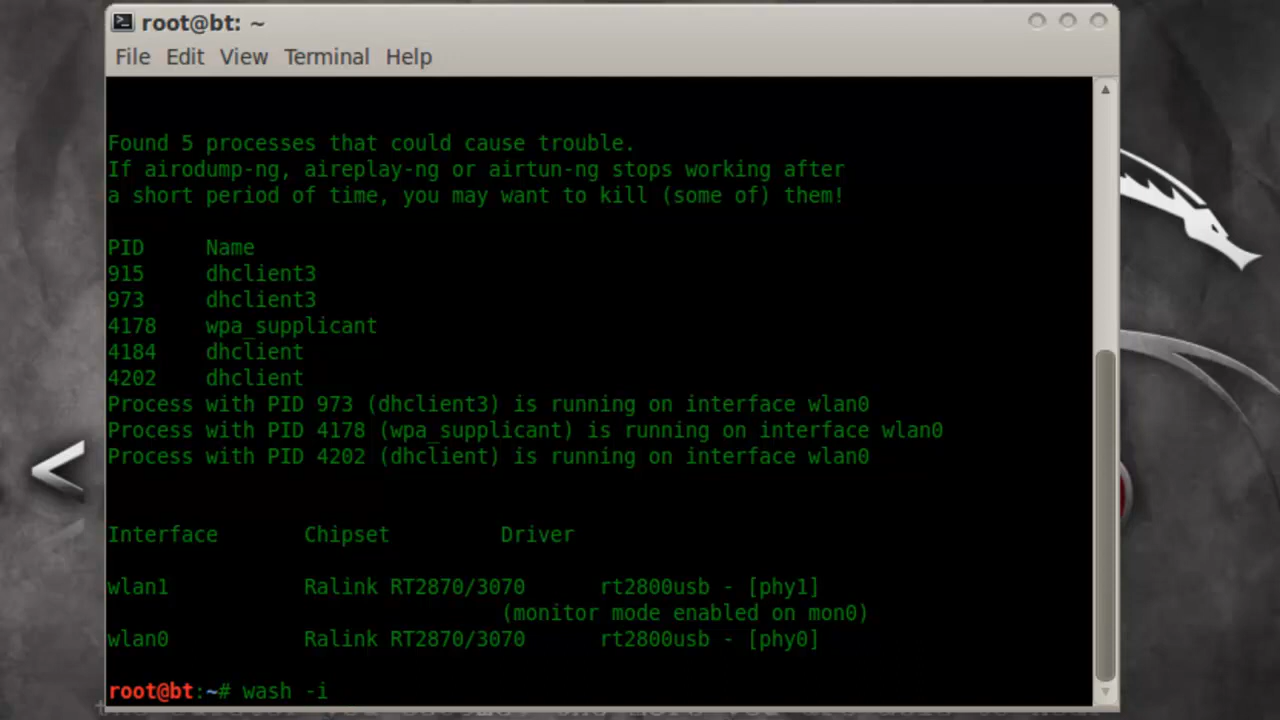 root@bt: ~
File Edit View Terminal Help
Found 5 processes that could cause trouble.
If airodump-ng, aireplay-ng or airtun-ng stops working after
a short period of time, you may want to kill (some of) them!
PID Name
915 dhclient3
973 dhclient3
4178 wpa_supplicant
4184 dhclient
4202 dhclient
Process with PID 973 (dhclient3) is running on interface wlan0
Process with PID 4178 (wpa_supplicant) is running on interface wlan0
Process with PID 4202 (dhclient) is running on interface wlan0
Interface Chipset Driver
wlan1 Ralink RT2870/3070 rt2800usb - [phy1]
(monitor mode enabled on mon0)
wlan0 Ralink RT2870/3070 rt2800usb - [phy0]
root@bt:~# wash -i